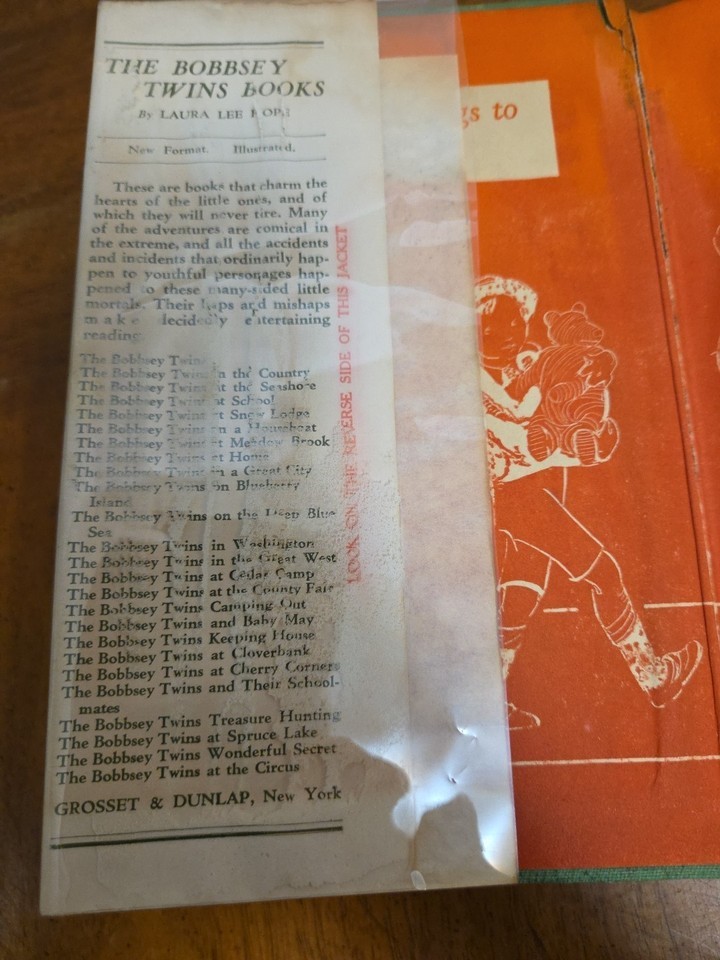 THE BOBBSEY
TWINS BOOKS
By LAURA LEE HOPE
New Format. Illustrated.
These are books that charm the
hearts of the little ones, and of
which they will never tire. Many
of the adventures are comical in
the extreme, and all the accidents
and incidents that ordinarily hap-
pen to youthful personages hap-
pened to these many-sided little
mortals. Their haps and mishaps
make decidedly entertaining
reading.
The Bobbsey Twins
The Bobbsey Twins in the Country
The Bobbsey Twins at the Seashore
The Bobbsey Twins at School
The Bobbsey Twins at Snow Lodge
The Bobbsey Twins on a Houseboat
The Bobbsey Twins at Meadow Brook
The Bobbsey Twins at Home
The Bobbsey Twins in a Great City
The Bobbsey Twins on Blueberry
Island
The Bobbsey Twins on the Deep Blue
Sea
The Bobbsey Twins in Washington
The Bobbsey Twins in the Great West
The Bobbsey Twins at Cedar Camp
The Bobbsey Twins at the County Fair
The Bobbsey Twins Camping Out
The Bobbsey Twins and Baby May
The Bobbsey Twins Keeping House
The Bobbsey Twins at Cloverbank
The Bobbsey Twins at Cherry Corners
The Bobbsey Twins and Their School-
mates
The Bobbsey Twins Treasure Hunting
The Bobbsey Twins at Spruce Lake
The Bobbsey Twins Wonderful Secret
The Bobbsey Twins at the Circus
GROSSET & DUNLAP, New York
LOOK ON THE REVERSE SIDE OF THIS JACKET
gs to